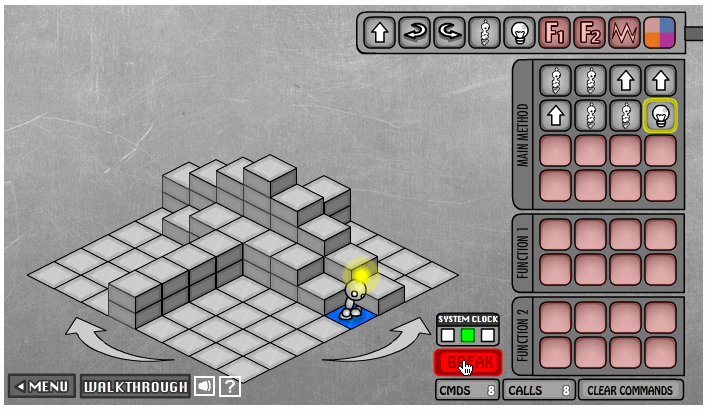 F1 F2
MAIN METHOD
FUNCTION 1
FUNCTION 2
SYSTEM CLOCK
BREAK
CMDS 8 CALLS 8 CLEAR COMMANDS
MENU WALKTHROUGH ?